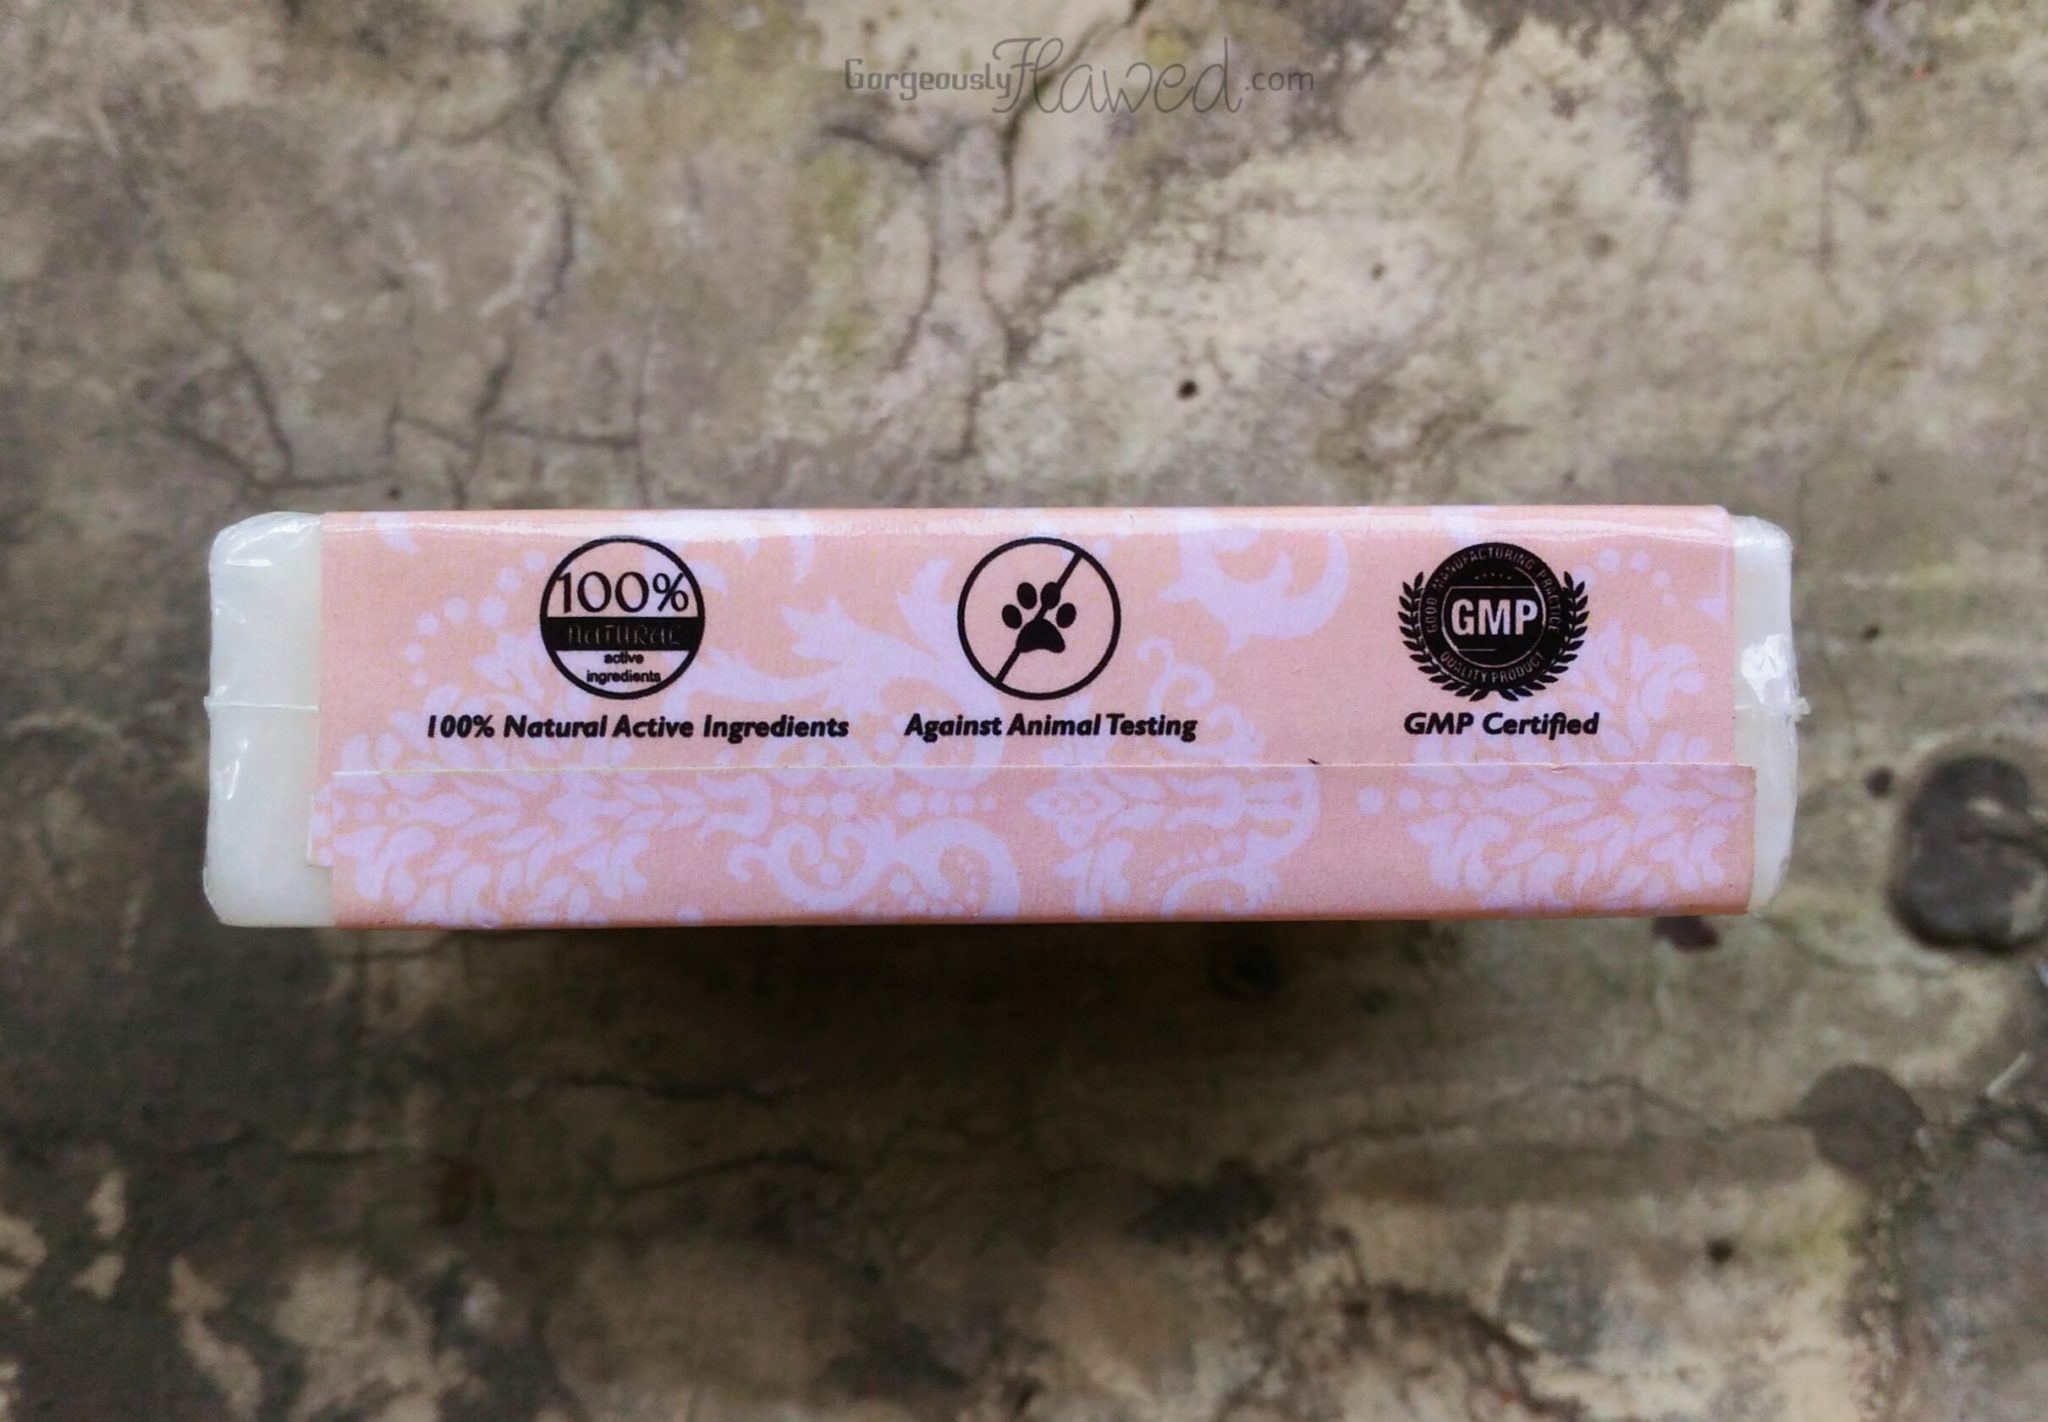 GorgeouslyFlawed.com
100%
NATURAL
active
ingredients
100% Natural Active Ingredients
Against Animal Testing
GOOD MANUFACTURING PRACTICE
GMP
QUALITY PRODUCT
GMP Certified